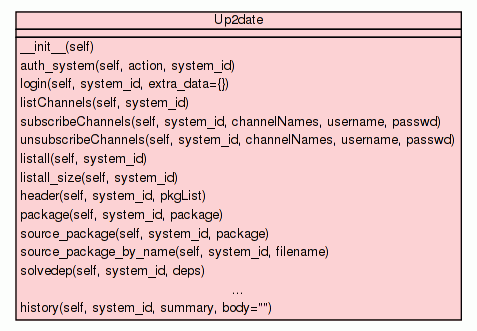 Up2date
__init__(self)
auth_system(self, action, system_id)
login(self, system_id, extra_data={})
listChannels(self, system_id)
subscribeChannels(self, system_id, channelNames, username, passwd)
unsubscribeChannels(self, system_id, channelNames, username, passwd)
listall(self, system_id)
listall_size(self, system_id)
header(self, system_id, pkgList)
package(self, system_id, package)
source_package(self, system_id, package)
source_package_by_name(self, system_id, filename)
solvedep(self, system_id, deps)
...
history(self, system_id, summary, body="")